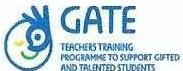 GATE
TEACHERS TRAINING
PROGRAMME TO SUPPORT GIFTED
AND TALENTED STUDENTS